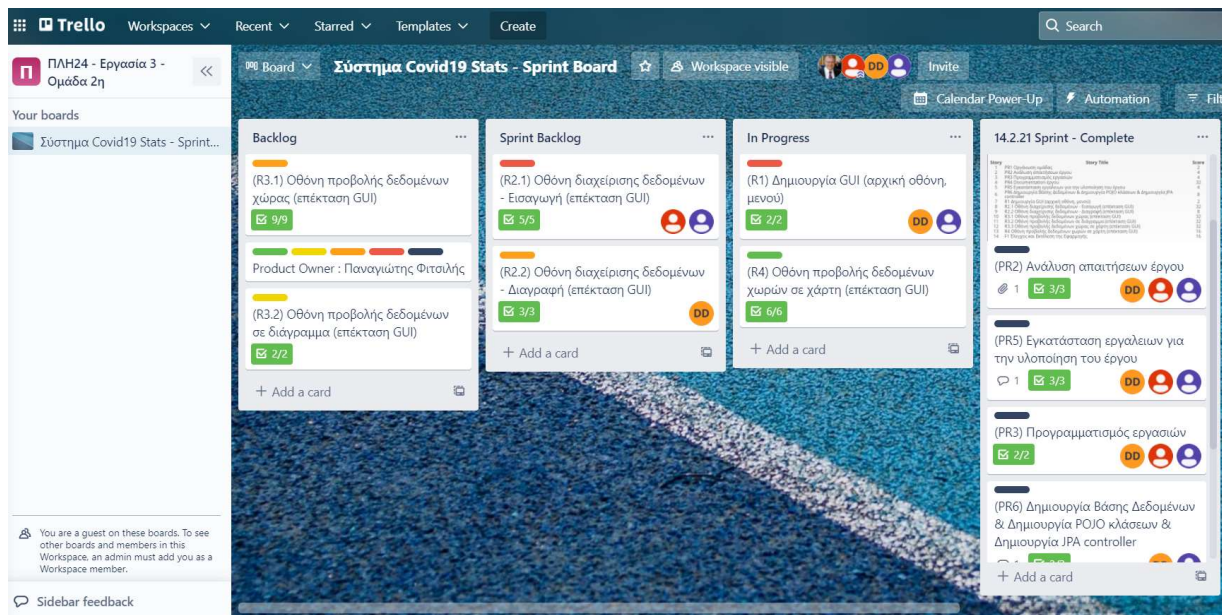 Trello
Workspaces
Recent
Starred
Templates
Create
Search
Π
ΠΛΗ24 - Εργασία 3 -
Ομάδα 2η
Your boards
Σύστημα Covid19 Stats - Sprint...
You are a guest on these boards. To see
other boards and members in this
Workspace, an admin must add you as a
Workspace member.
Sidebar feedback
Board
Σύστημα Covid19 Stats - Sprint Board
Workspace visible
DD
Invite
Calendar Power-Up
Automation
Filt
Backlog
(R3.1) Οθόνη προβολής δεδομένων
χώρας (επέκταση GUI)
9/9
Product Owner : Παναγιώτης Φιτσιλής
(R3.2) Οθόνη προβολής δεδομένων
σε διάγραμμα (επέκταση GUI)
2/2
+ Add a card
Sprint Backlog
(R2.1) Οθόνη διαχείρισης δεδομένων
- Εισαγωγή (επέκταση GUI)
5/5
(R2.2) Οθόνη διαχείρισης δεδομένων
- Διαγραφή (επέκταση GUI)
3/3
DD
+ Add a card
In Progress
(R1) Δημιουργία GUI (αρχική οθόνη,
μενού)
2/2
DD
(R4) Οθόνη προβολής δεδομένων
χωρών σε χάρτη (επέκταση GUI)
6/6
+ Add a card
14.2.21 Sprint - Complete
Story
Story Title
Score
(PR2) Ανάλυση απαιτήσεων έργου
1
3/3
DD
(PR5) Εγκατάσταση εργαλειων για
την υλοποίηση του έργου
1
3/3
DD
(PR3) Προγραμματισμός εργασιών
2/2
DD
(PR6) Δημιουργία Βάσης Δεδομένων
& Δημιουργία POJO κλάσεων &
Δημιουργία JPA controller
+ Add a card